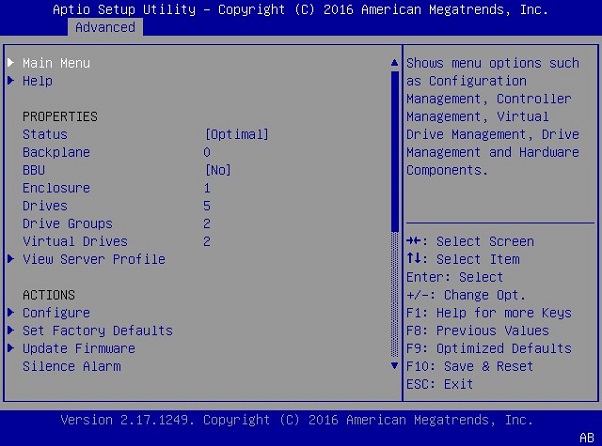 Aptio Setup Utility – Copyright (C) 2016 American Megatrends, Inc.
Advanced
Main Menu
Help
PROPERTIES
Status [Optimal]
Backplane 0
BBU [No]
Enclosure 1
Drives 5
Drive Groups 2
Virtual Drives 2
View Server Profile
ACTIONS
Configure
Set Factory Defaults
Update Firmware
Silence Alarm
Shows menu options such
as Configuration
Management, Controller
Management, Virtual
Drive Management, Drive
Management and Hardware
Components.
→←: Select Screen
↑↓: Select Item
Enter: Select
+/-: Change Opt.
F1: Help for more Keys
F8: Previous Values
F9: Optimized Defaults
F10: Save & Reset
ESC: Exit
Version 2.17.1249. Copyright (C) 2016 American Megatrends, Inc.
AB